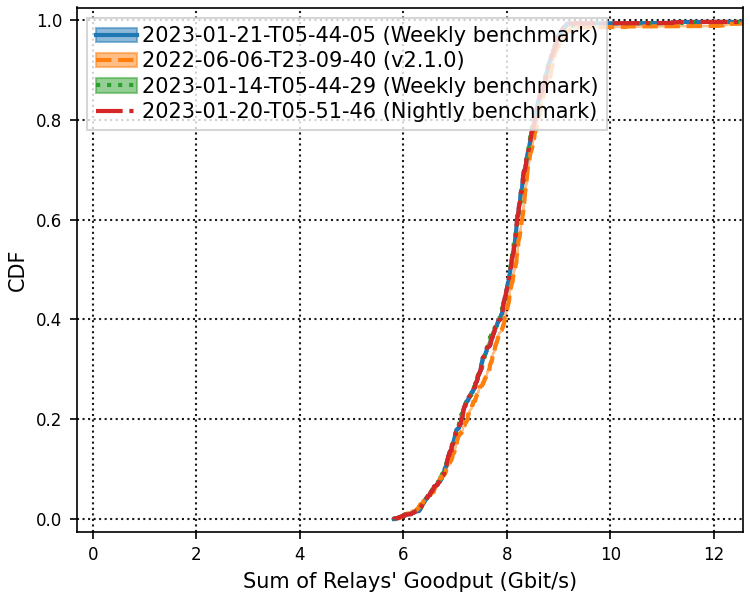 1.0
0.8
0.6
0.4
0.2
0.0
CDF
2023-01-21-T05-44-05 (Weekly benchmark)
2022-06-06-T23-09-40 (v2.1.0)
2023-01-14-T05-44-29 (Weekly benchmark)
2023-01-20-T05-51-46 (Nightly benchmark)
0 2 4 6 8 10 12
Sum of Relays' Goodput (Gbit/s)